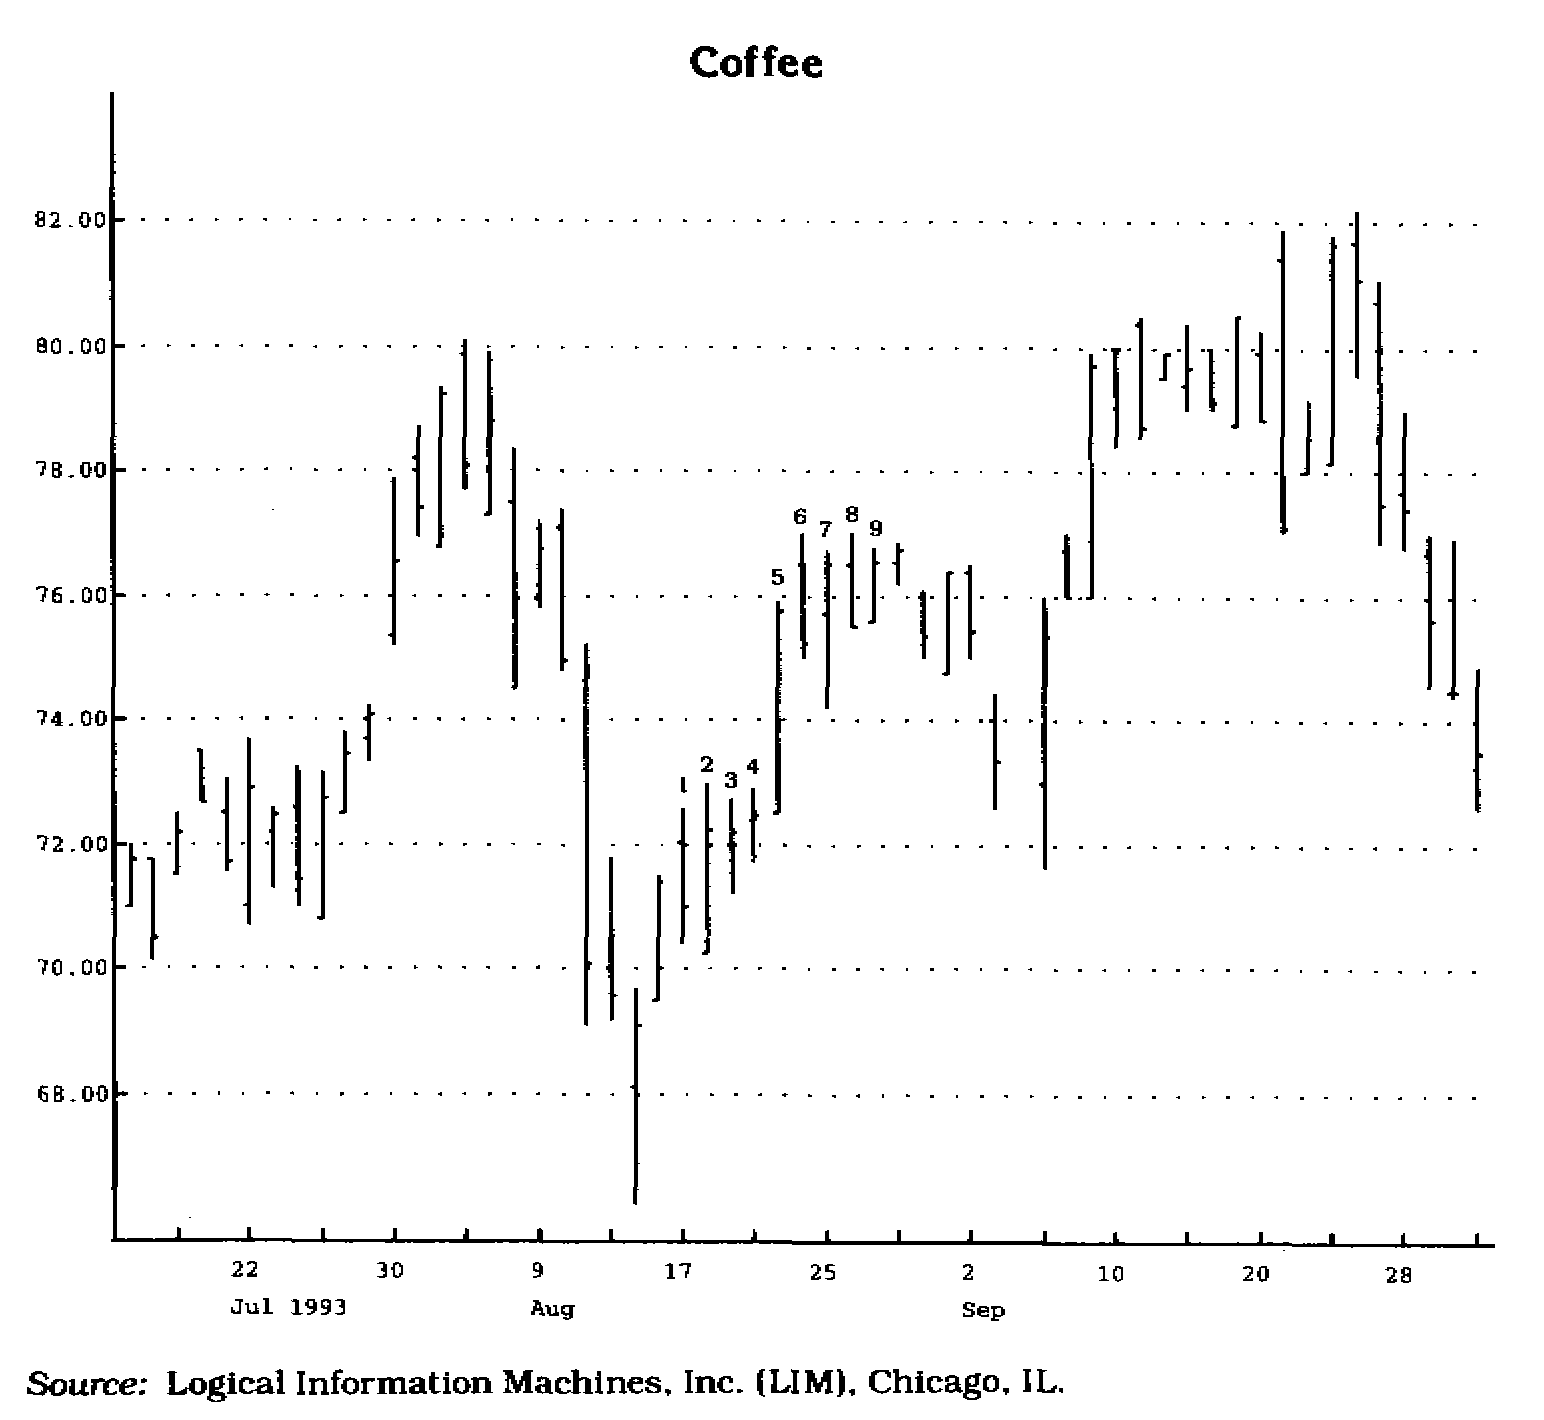 Coffee
82.00
80.00
78.00
76.00
74.00
72.00
70.00
68.00
1 2 3 4 5 6 7 8 9
22 30 9 17 25 2 10 20 28
Jul 1993 Aug Sep
Source: Logical Information Machines, Inc. (LIM), Chicago, IL.